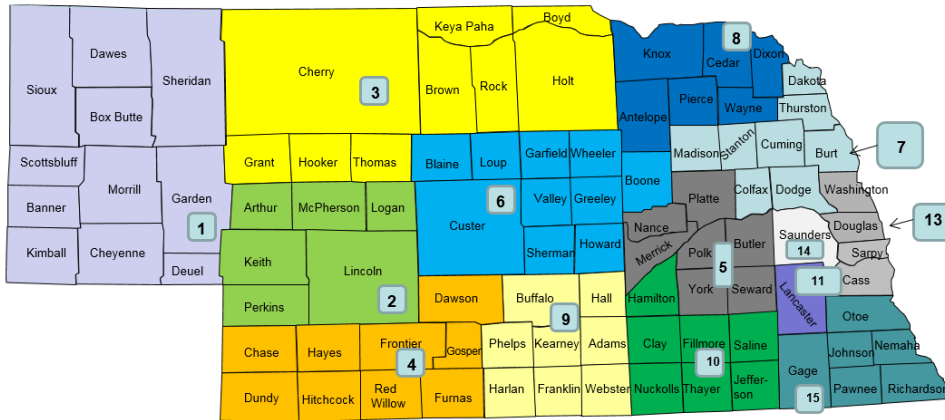 Keya Paha
Boyd
Knox
8
Cedar
Dixon
Dawes
Sheridan
Cherry
3
Sioux
Brown
Rock
Holt
Dakota
Pierce
Wayne
Thurston
Box Butte
Antelope
Scottsbluff
Grant
Hooker
Thomas
Blaine
Loup
Garfield
Wheeler
Madison
Stanton
Cuming
Burt
7
Morrill
Garden
Boone
Banner
Arthur
McPherson
Logan
6
Valley
Greeley
Platte
Colfax
Dodge
Washington
13
Custer
1
Nance
Saunders
14
Douglas
Kimball
Cheyenne
Keith
Lincoln
Sherman
Howard
Merrick
Polk
Butler
5
Sarpy
Deuel
11
Cass
Perkins
2
Dawson
Buffalo
Hall
Hamilton
York
Seward
Lancaster
9
Otoe
Chase
Hayes
Frontier
4
Gosper
Phelps
Kearney
Adams
Clay
Fillmore
10
Saline
Gage
Johnson
Nemaha
Dundy
Hitchcock
Red
Willow
Furnas
Harlan
Franklin
Webster
Nuckolls
Thayer
Jeffer-
son
15
Pawnee
Richardson